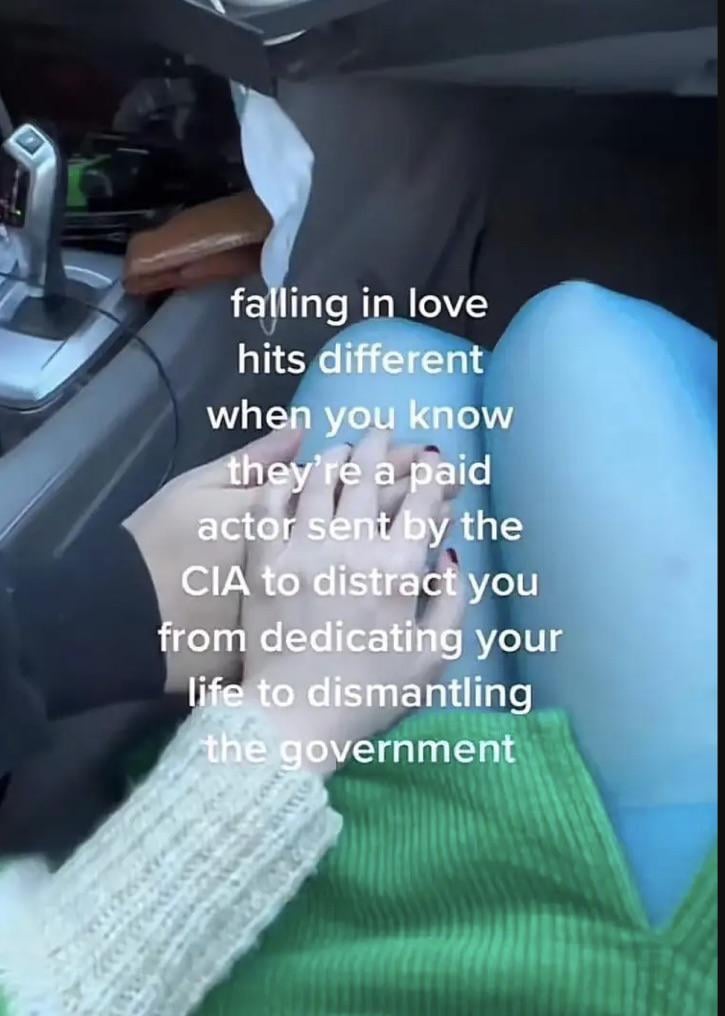 falling in love
hits different
when you know
they're a paid
actor sent by the
CIA to distract you
from dedicating your
life to dismantling
the government